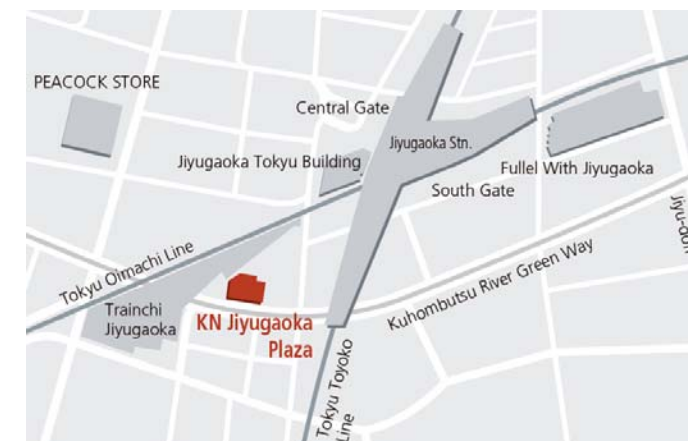 PEACOCK STORE
Central Gate
Jiyugaoka Stn.
Jiyugaoka Tokyu Building
Fullel With Jiyugaoka
South Gate
Tokyu Oimachi Line
Kuhombutsu River Green Way
Trainchi
Jiyugaoka
KN Jiyugaoka
Plaza
Tokyu Toyoko
Line